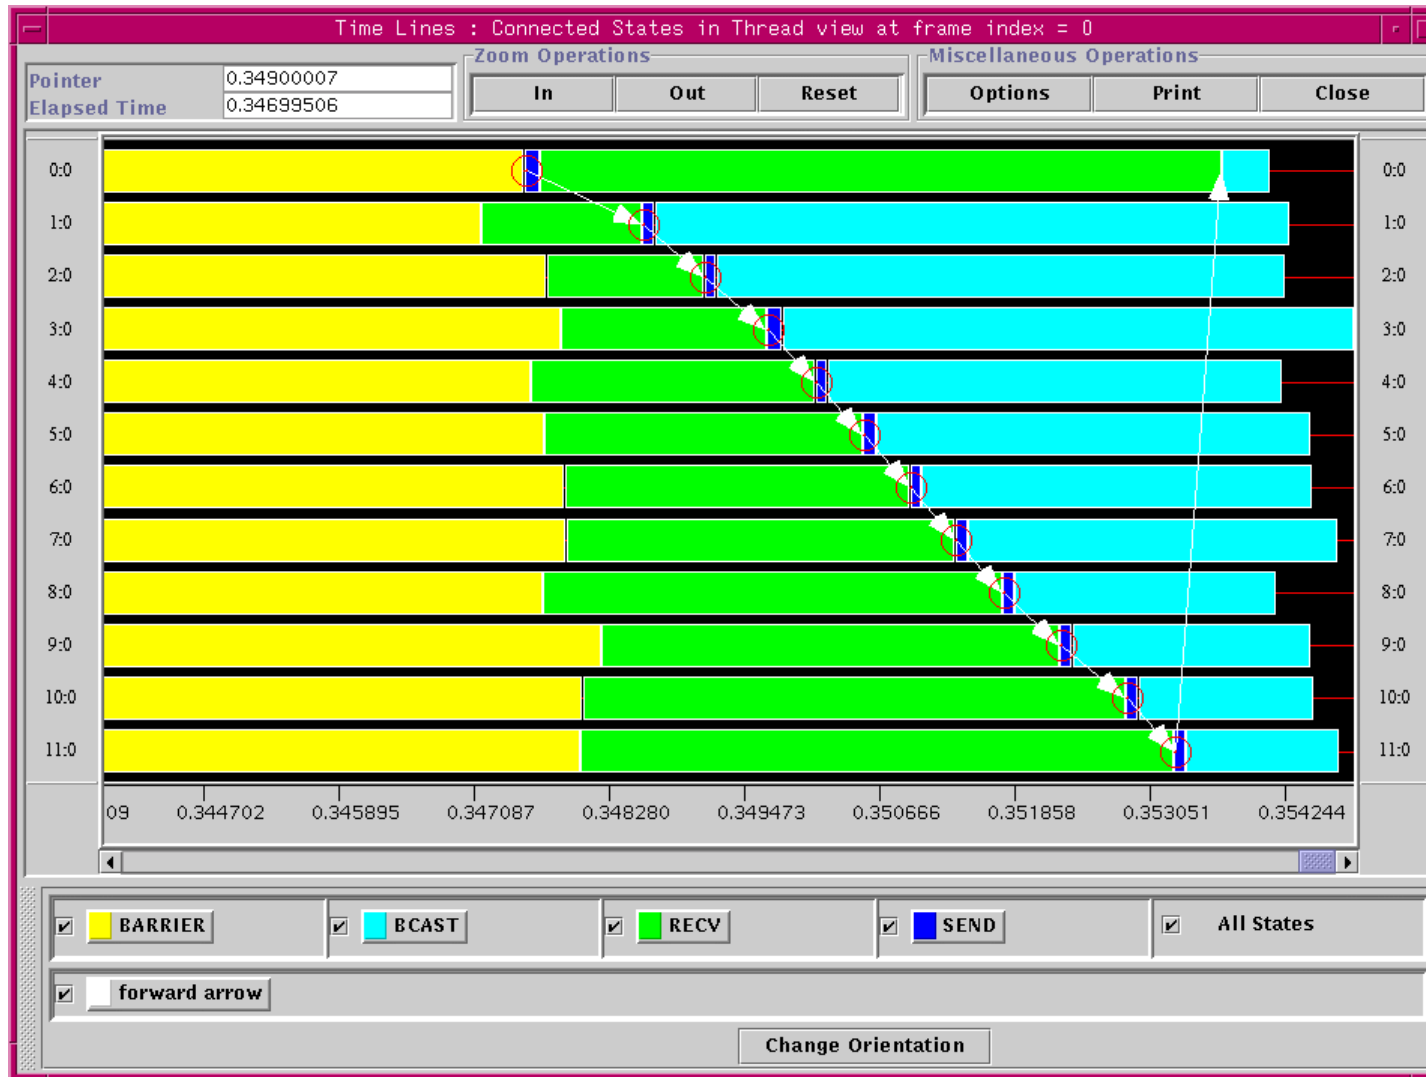 Time Lines : Connected States in Thread view at frame index = 0
Zoom Operations
Miscellaneous Operations
Pointer 0.34900007
Elapsed Time 0.34699506
In Out Reset
Options Print Close
0:0 0:0
1:0 1:0
2:0 2:0
3:0 3:0
4:0 4:0
5:0 5:0
6:0 6:0
7:0 7:0
8:0 8:0
9:0 9:0
10:0 10:0
11:0 11:0
09 0.344702 0.345895 0.347087 0.348280 0.349473 0.350666 0.351858 0.353051 0.354244
BARRIER BCAST RECV SEND All States
forward arrow
Change Orientation